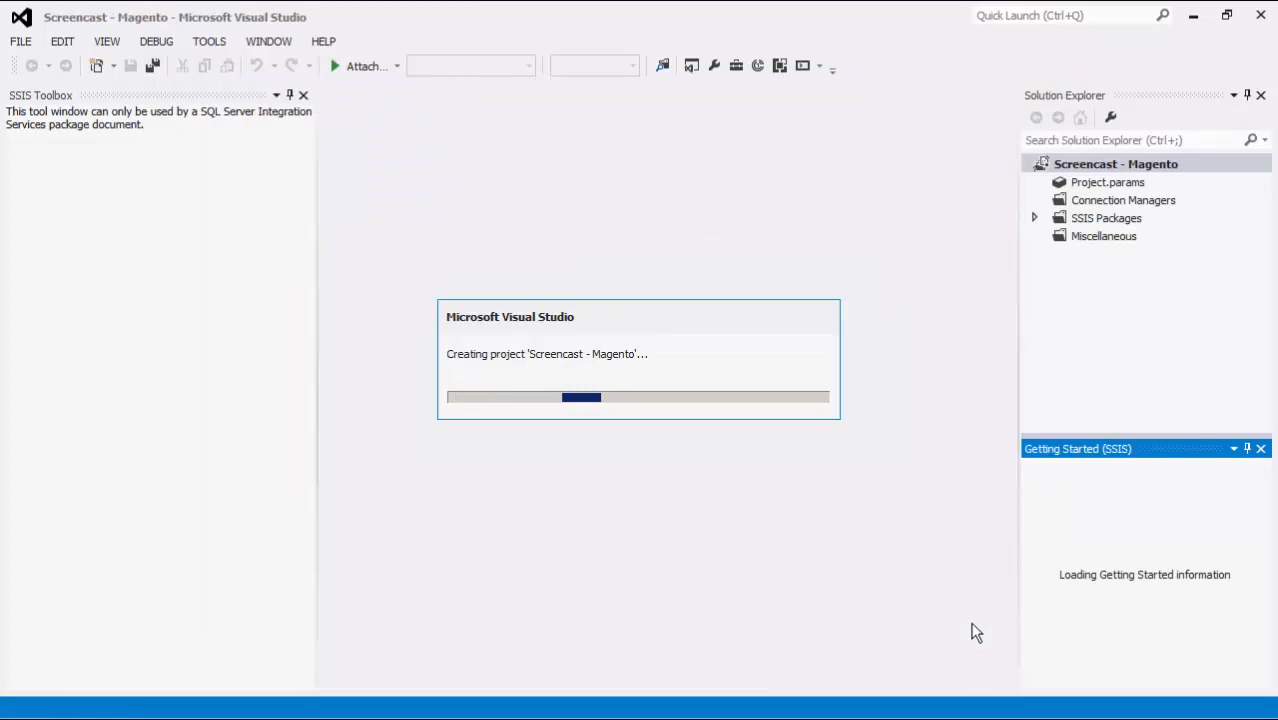 Screencast - Magento - Microsoft Visual Studio
Quick Launch (Ctrl+Q)
FILE EDIT VIEW DEBUG TOOLS WINDOW HELP
Attach...
SSIS Toolbox
This tool window can only be used by a SQL Server Integration
Services package document.
Microsoft Visual Studio
Creating project 'Screencast - Magento'...
Solution Explorer
Search Solution Explorer (Ctrl+;)
Screencast - Magento
Project.params
Connection Managers
SSIS Packages
Miscellaneous
Getting Started (SSIS)
Loading Getting Started information